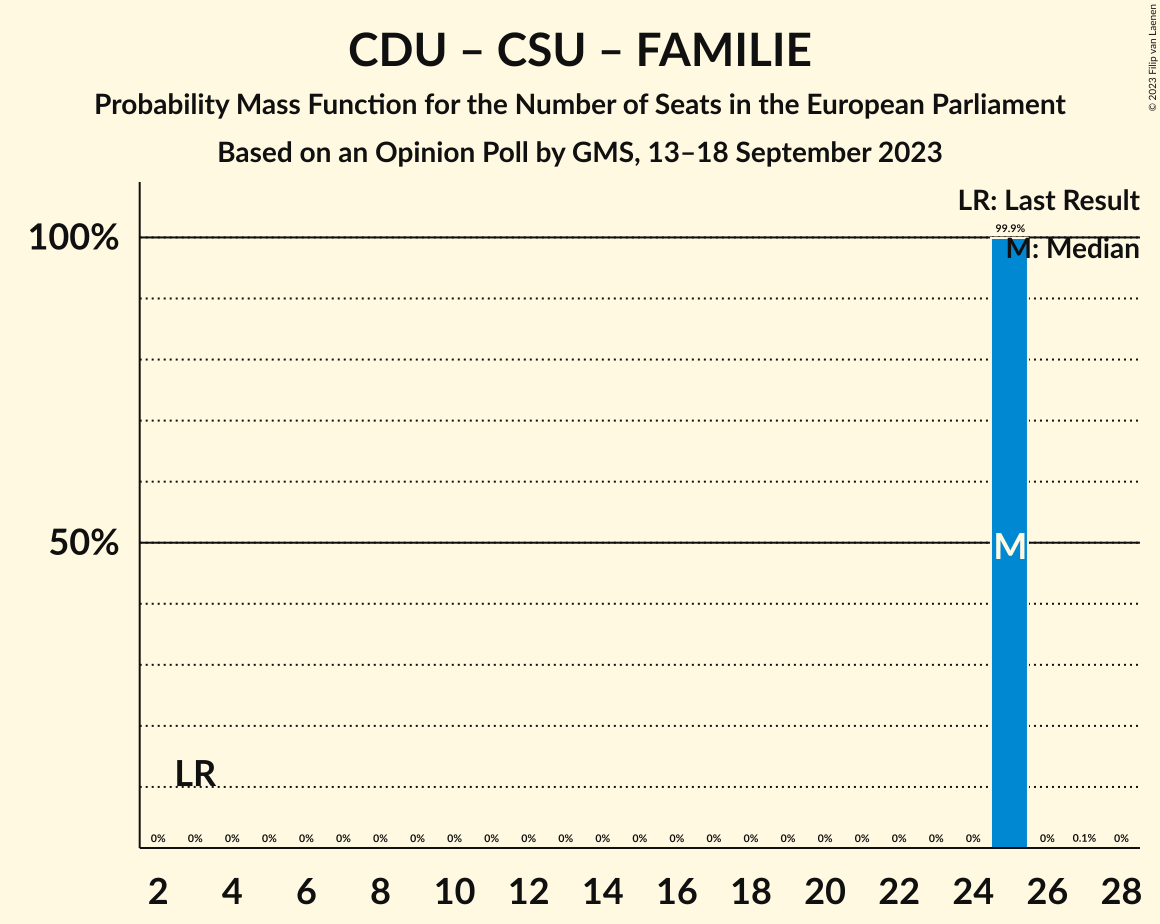 CDU – CSU – FAMILIE
Probability Mass Function for the Number of Seats in the European Parliament
Based on an Opinion Poll by GMS, 13–18 September 2023
© 2023 Filip van Laenen
LR: Last Result
M: Median
100%
99.9%
50%
M
LR
0% 0% 0% 0% 0% 0% 0% 0% 0% 0% 0% 0% 0% 0% 0% 0% 0% 0% 0% 0% 0% 0% 0% 0% 0.1% 0%
2 4 6 8 10 12 14 16 18 20 22 24 26 28